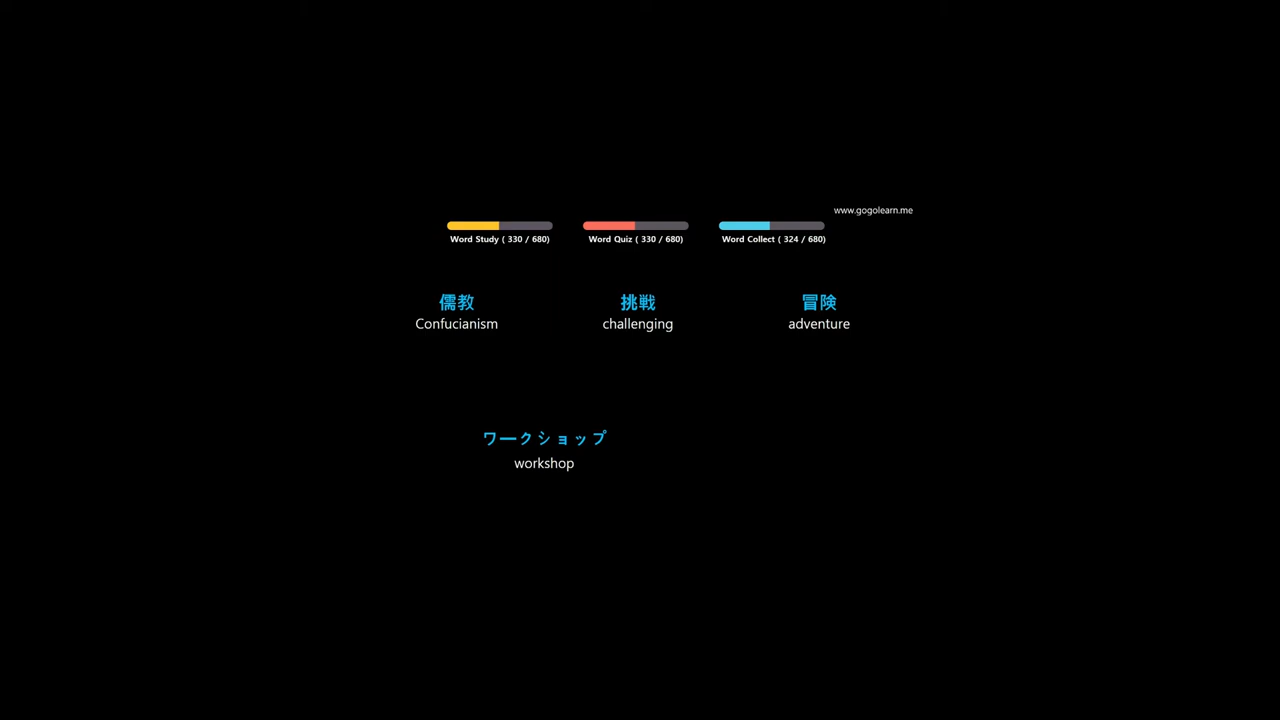 www.gogolearn.me
Word Study ( 330 / 680)
Word Quiz ( 330 / 680)
Word Collect ( 324 / 680)
儒教
挑戦
冒険
Confucianism
challenging
adventure
ワークショップ
workshop